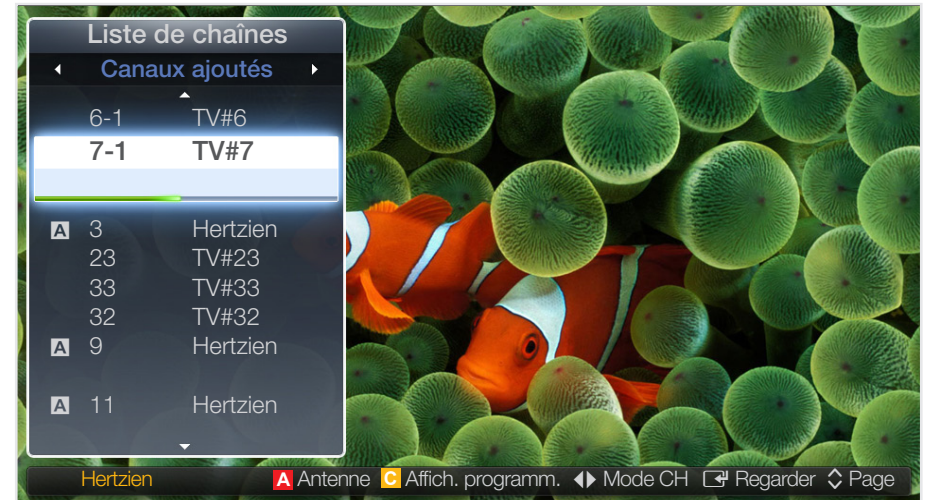 Liste de chaînes
Canaux ajoutés
6-1 TV#6
7-1 TV#7
A 3 Hertzien
23 TV#23
33 TV#33
32 TV#32
A 9 Hertzien
A 11 Hertzien
Hertzien A Antenne C Affich. programm. Mode CH Regarder Page